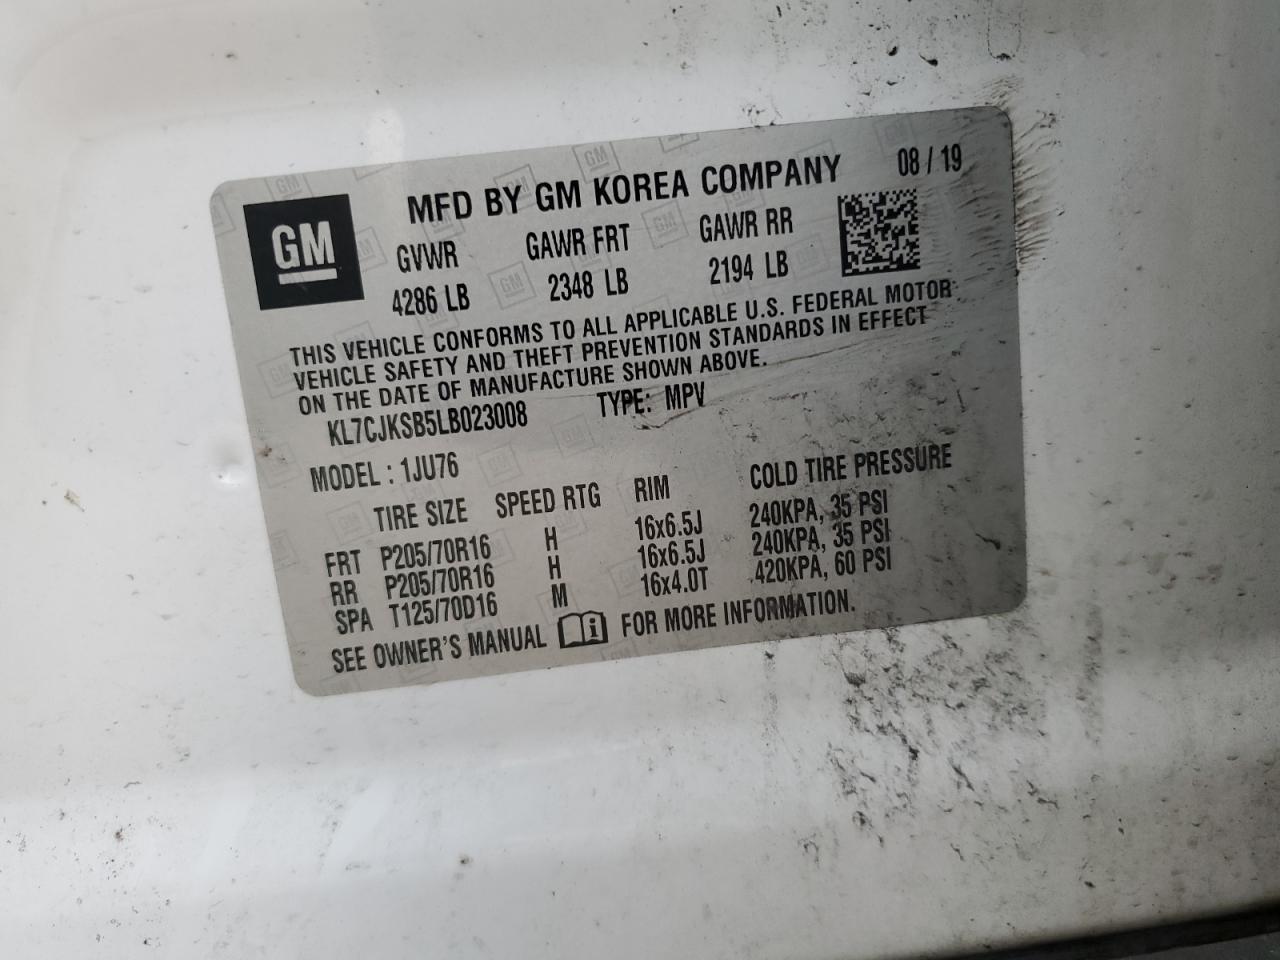 GM
MFD BY GM KOREA COMPANY 08 / 19
GVWR GAWR FRT GAWR RR
4286 LB 2348 LB 2194 LB
THIS VEHICLE CONFORMS TO ALL APPLICABLE U.S. FEDERAL MOTOR
VEHICLE SAFETY AND THEFT PREVENTION STANDARDS IN EFFECT
ON THE DATE OF MANUFACTURE SHOWN ABOVE.
KL7CJKSB5LB023008 TYPE: MPV
MODEL : 1JU76
TIRE SIZE SPEED RTG RIM COLD TIRE PRESSURE
FRT P205/70R16 H 16x6.5J 240KPA, 35 PSI
RR P205/70R16 H 16x6.5J 240KPA, 35 PSI
SPA T125/70D16 M 16x4.0T 420KPA, 60 PSI
SEE OWNER'S MANUAL FOR MORE INFORMATION.